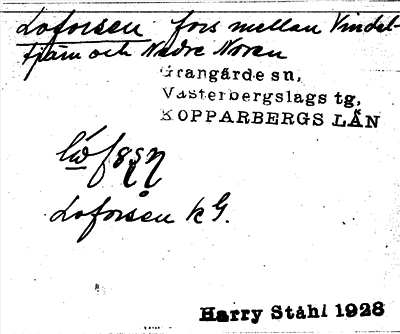 Loforsen fors mellan Vindel-
tjärn och Nedre Noren
Grangärde sn,
Västerbergslags tg,
KOPPARBERGS LÄN
Loforsen k G.
Harry Ståhl 1928